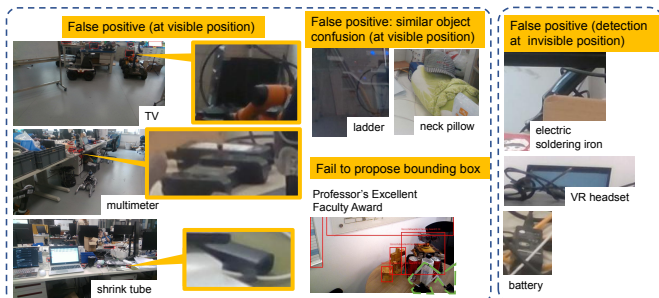 False positive (at visible position)
TV
multimeter
shrink tube
False positive: similar object
confusion (at visible position)
ladder
neck pillow
Fail to propose bounding box
Professor's Excellent
Faculty Award
False positive (detection
at invisible position)
electric
soldering iron
VR headset
battery